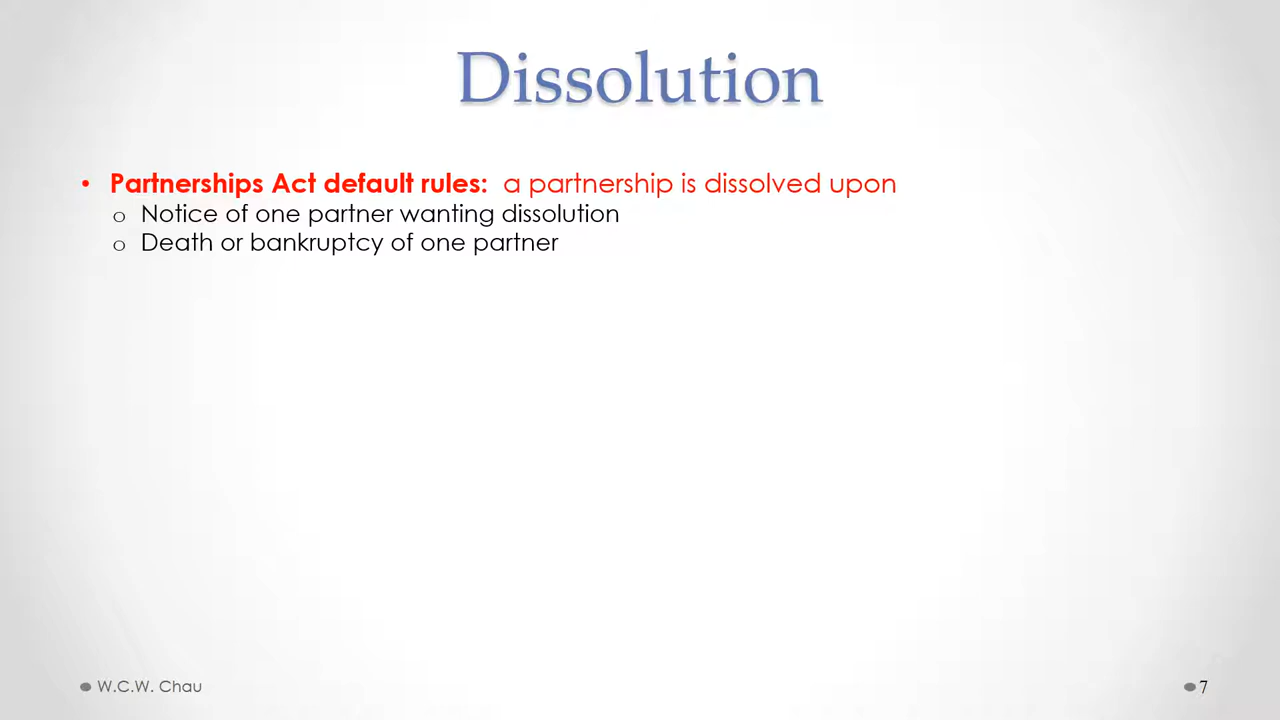 Dissolution
• Partnerships Act default rules: a partnership is dissolved upon
o Notice of one partner wanting dissolution
o Death or bankruptcy of one partner
W.C.W. Chau
7